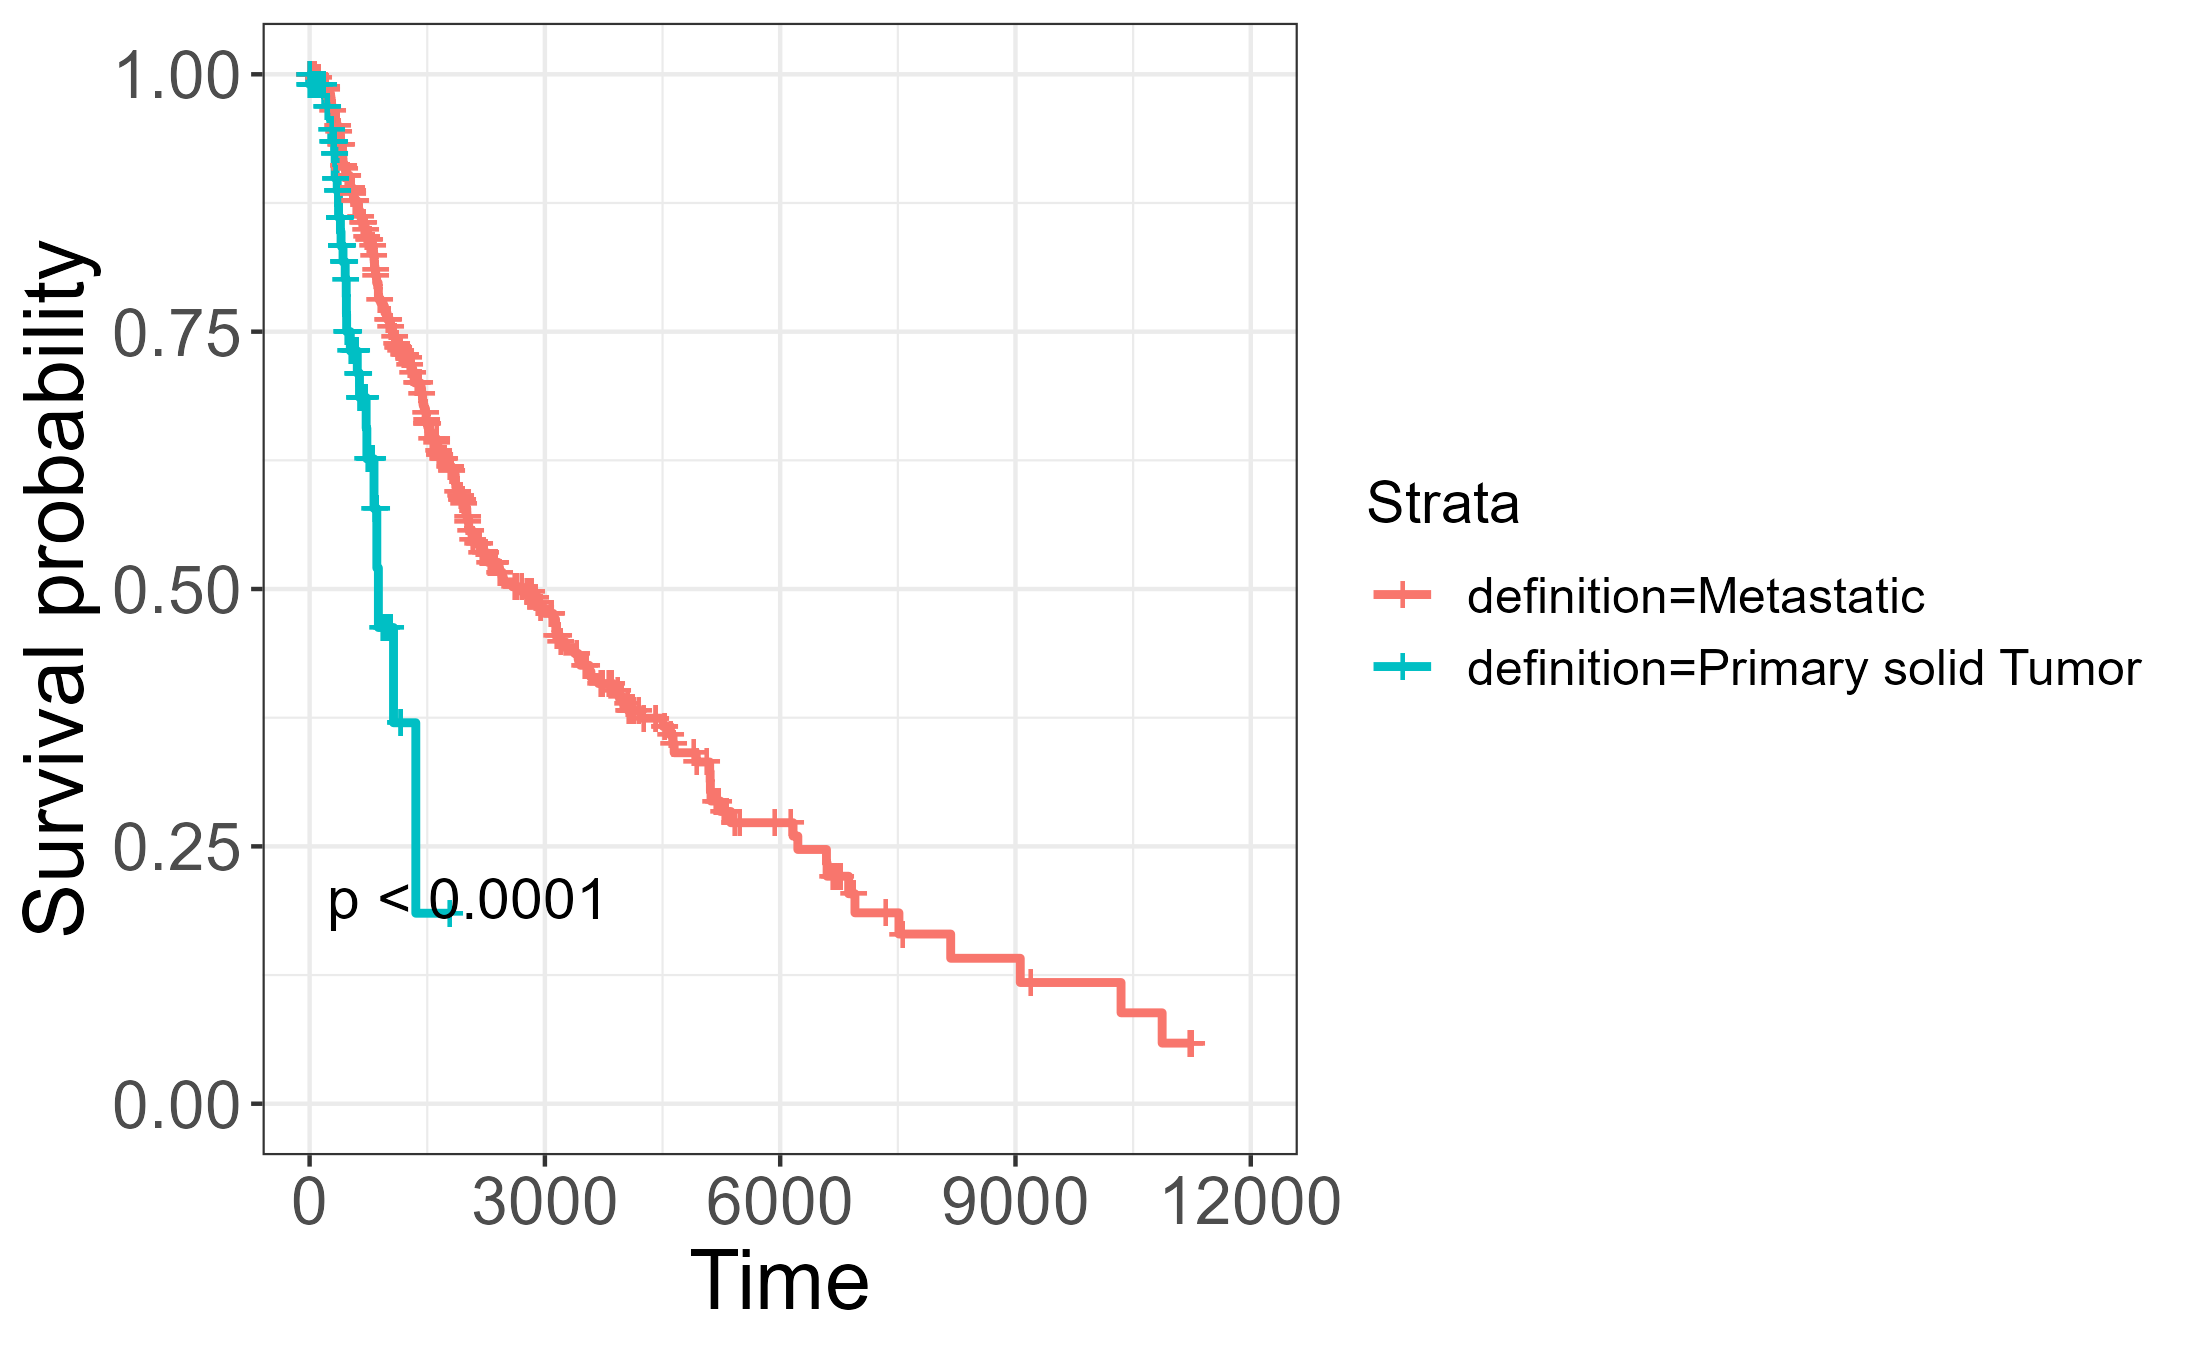 Survival probability
1.00
0.75
0.50
0.25
0.00
p < 0.0001
0 3000 6000 9000 12000
Time
Strata
definition=Metastatic
definition=Primary solid Tumor